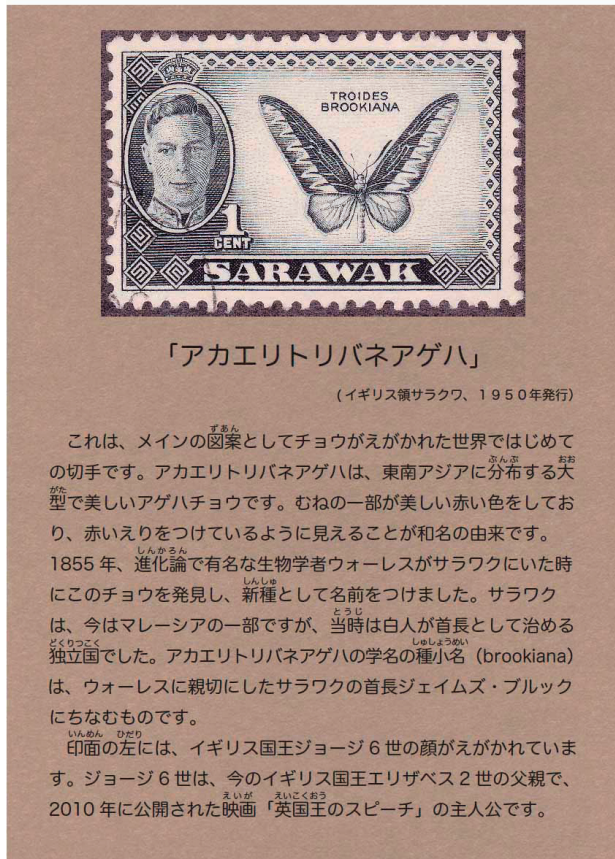 TROIDES
BROOKIANA
1
CENT
SARAWAK
「アカエリトリバネアゲハ」
(イギリス領サラクワ、1950年発行)
これは、メインの図案としてチョウがえがかれた世界ではじめて
の切手です。アカエリトリバネアゲハは、東南アジアに分布する大
型で美しいアゲハチョウです。むねの一部が美しい赤い色をしてお
り、赤いえりをつけているように見えることが和名の由来です。
1855年、進化論で有名な生物学者ウォーレスがサラワクにいた時
にこのチョウを発見し、新種として名前をつけました。サラワク
は、今はマレーシアの一部ですが、当時は白人が首長として治める
独立国でした。アカエリトリバネアゲハの学名の種小名(brookiana)
は、ウォーレスに親切にしたサラワクの首長ジェイムズ・ブルック
にちなむものです。
印面の左には、イギリス国王ジョージ6世の顔がえがかれていま
す。ジョージ6世は、今のイギリス国王エリザベス2世の父親で、
2010年に公開された映画「英国王のスピーチ」の主人公です。